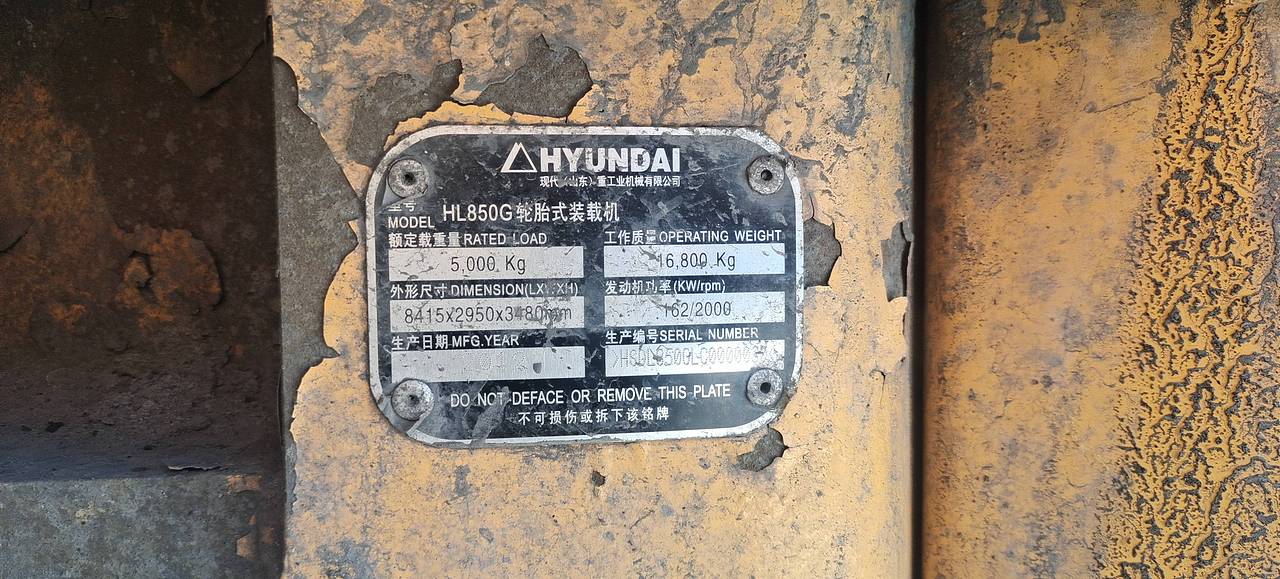 HYUNDAI
现代(山东)重工业机械有限公司
型号
MODEL HL850G轮胎式装载机
额定载重量 RATED LOAD
5,000 Kg
工作质量 OPERATING WEIGHT
16,800 Kg
外形尺寸 DIMENSION(LXWXH)
8415x2950x3480mm
发动机功率(KW/rpm)
162/2000
生产日期 MFG.YEAR
生产编号 SERIAL NUMBER
DO NOT DEFACE OR REMOVE THIS PLATE
不可损伤或拆下该铭牌